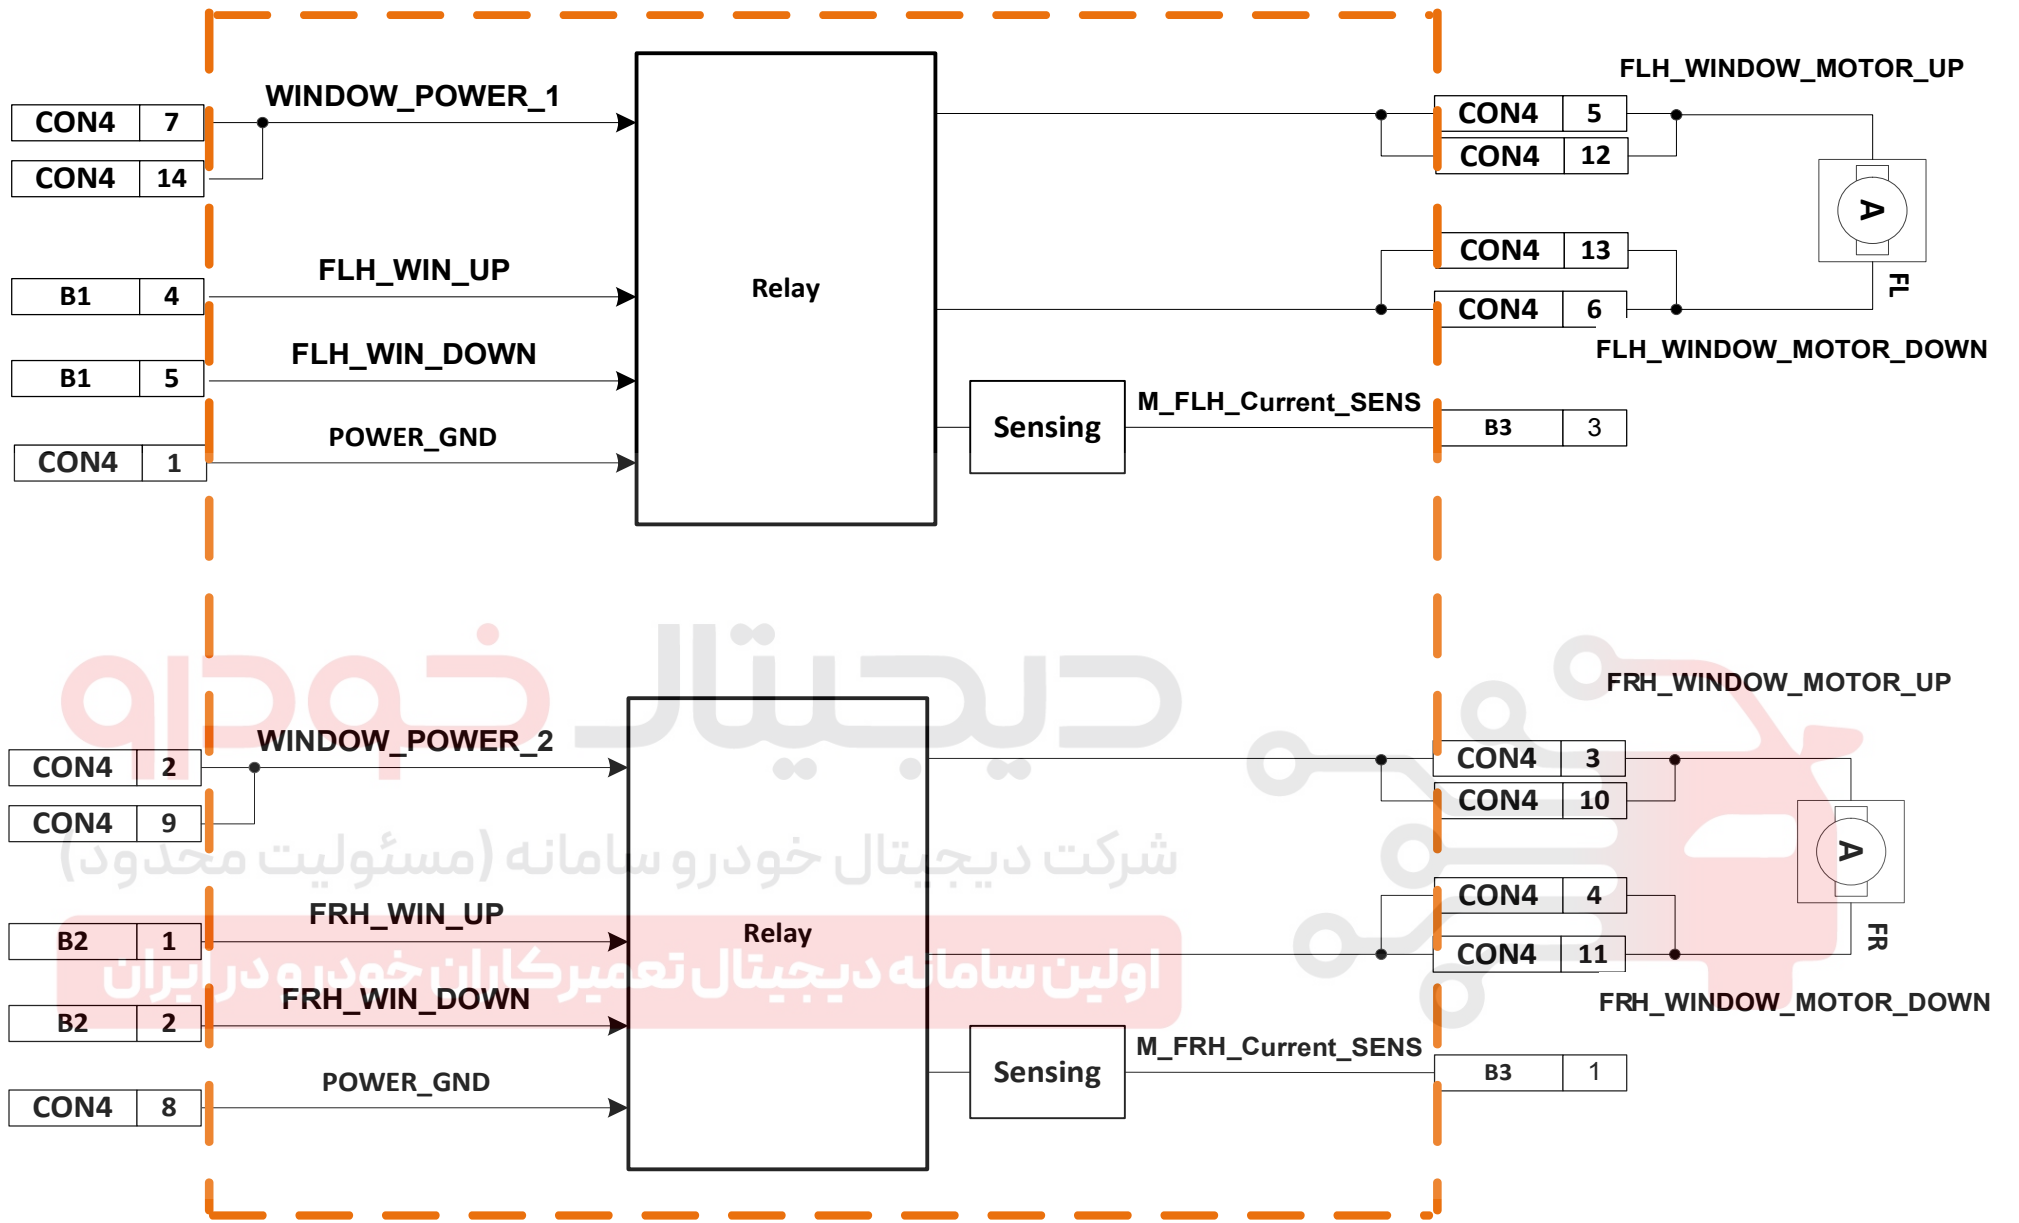 FLH_WINDOW_MOTOR_UP
WINDOW_POWER_1
CON4 7
CON4 14
CON4 5
CON4 12
A
FL
FLH_WIN_UP
B1 4
Relay
CON4 13
CON4 6
FLH_WINDOW_MOTOR_DOWN
FLH_WIN_DOWN
B1 5
POWER_GND
CON4 1
Sensing
M_FLH_Current_SENS
B3 3
دیجیتال خودرو
FRH_WINDOW_MOTOR_UP
WINDOW_POWER_2
CON4 2
CON4 9
CON4 3
CON4 10
A
FR
شرکت دیجیتال خودرو سامانه (مسئولیت محدود)
FRH_WIN_UP
B2 1
Relay
CON4 4
CON4 11
اولین سامانه دیجیتال تعمیرکاران خودرو در ایران
FRH_WINDOW_MOTOR_DOWN
FRH_WIN_DOWN
B2 2
POWER_GND
CON4 8
Sensing
M_FRH_Current_SENS
B3 1